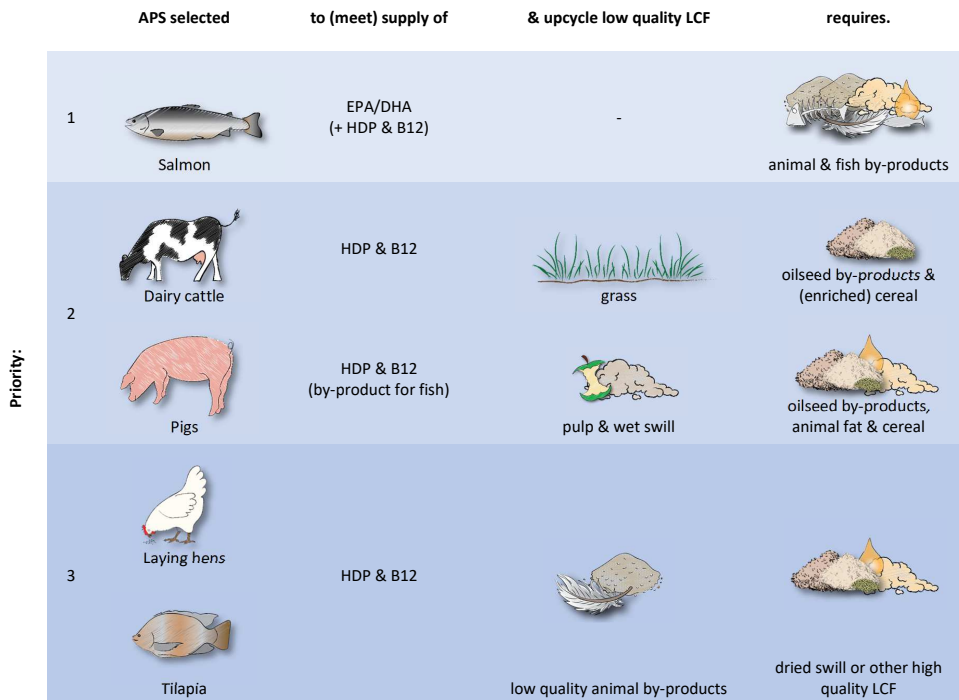 APS selected
to (meet) supply of
& upcycle low quality LCF
requires.
Priority:
1
Salmon
EPA/DHA
(+ HDP & B12)
-
animal & fish by-products
2
Dairy cattle
HDP & B12
grass
oilseed by-products &
(enriched) cereal
Pigs
HDP & B12
(by-product for fish)
pulp & wet swill
oilseed by-products,
animal fat & cereal
3
Laying hens
Tilapia
HDP & B12
low quality animal by-products
dried swill or other high
quality LCF